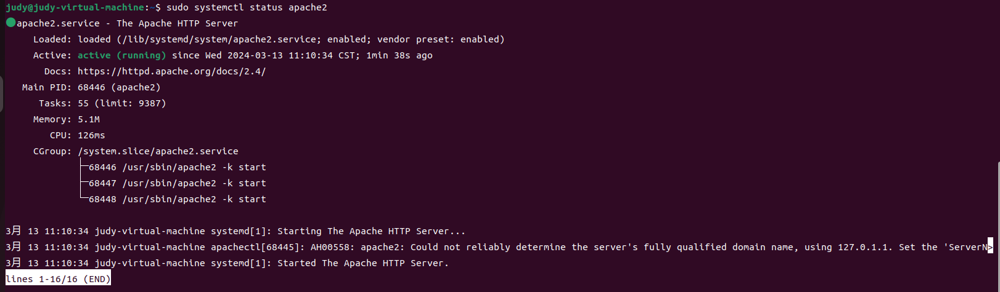 judy@judy-virtual-machine:~$ sudo systemctl status apache2
apache2.service - The Apache HTTP Server
Loaded: loaded (/lib/systemd/system/apache2.service; enabled; vendor preset: enabled)
Active: active (running) since Wed 2024-03-13 11:10:34 CST; 1min 38s ago
Docs: https://httpd.apache.org/docs/2.4/
Main PID: 68446 (apache2)
Tasks: 55 (limit: 9387)
Memory: 5.1M
CPU: 126ms
CGroup: /system.slice/apache2.service
├─68446 /usr/sbin/apache2 -k start
├─68447 /usr/sbin/apache2 -k start
└─68448 /usr/sbin/apache2 -k start
3月 13 11:10:34 judy-virtual-machine systemd[1]: Starting The Apache HTTP Server...
3月 13 11:10:34 judy-virtual-machine apachectl[68445]: AH00558: apache2: Could not reliably determine the server's fully qualified domain name, using 127.0.1.1. Set the 'ServerN>
3月 13 11:10:34 judy-virtual-machine systemd[1]: Started The Apache HTTP Server.
lines 1-16/16 (END)